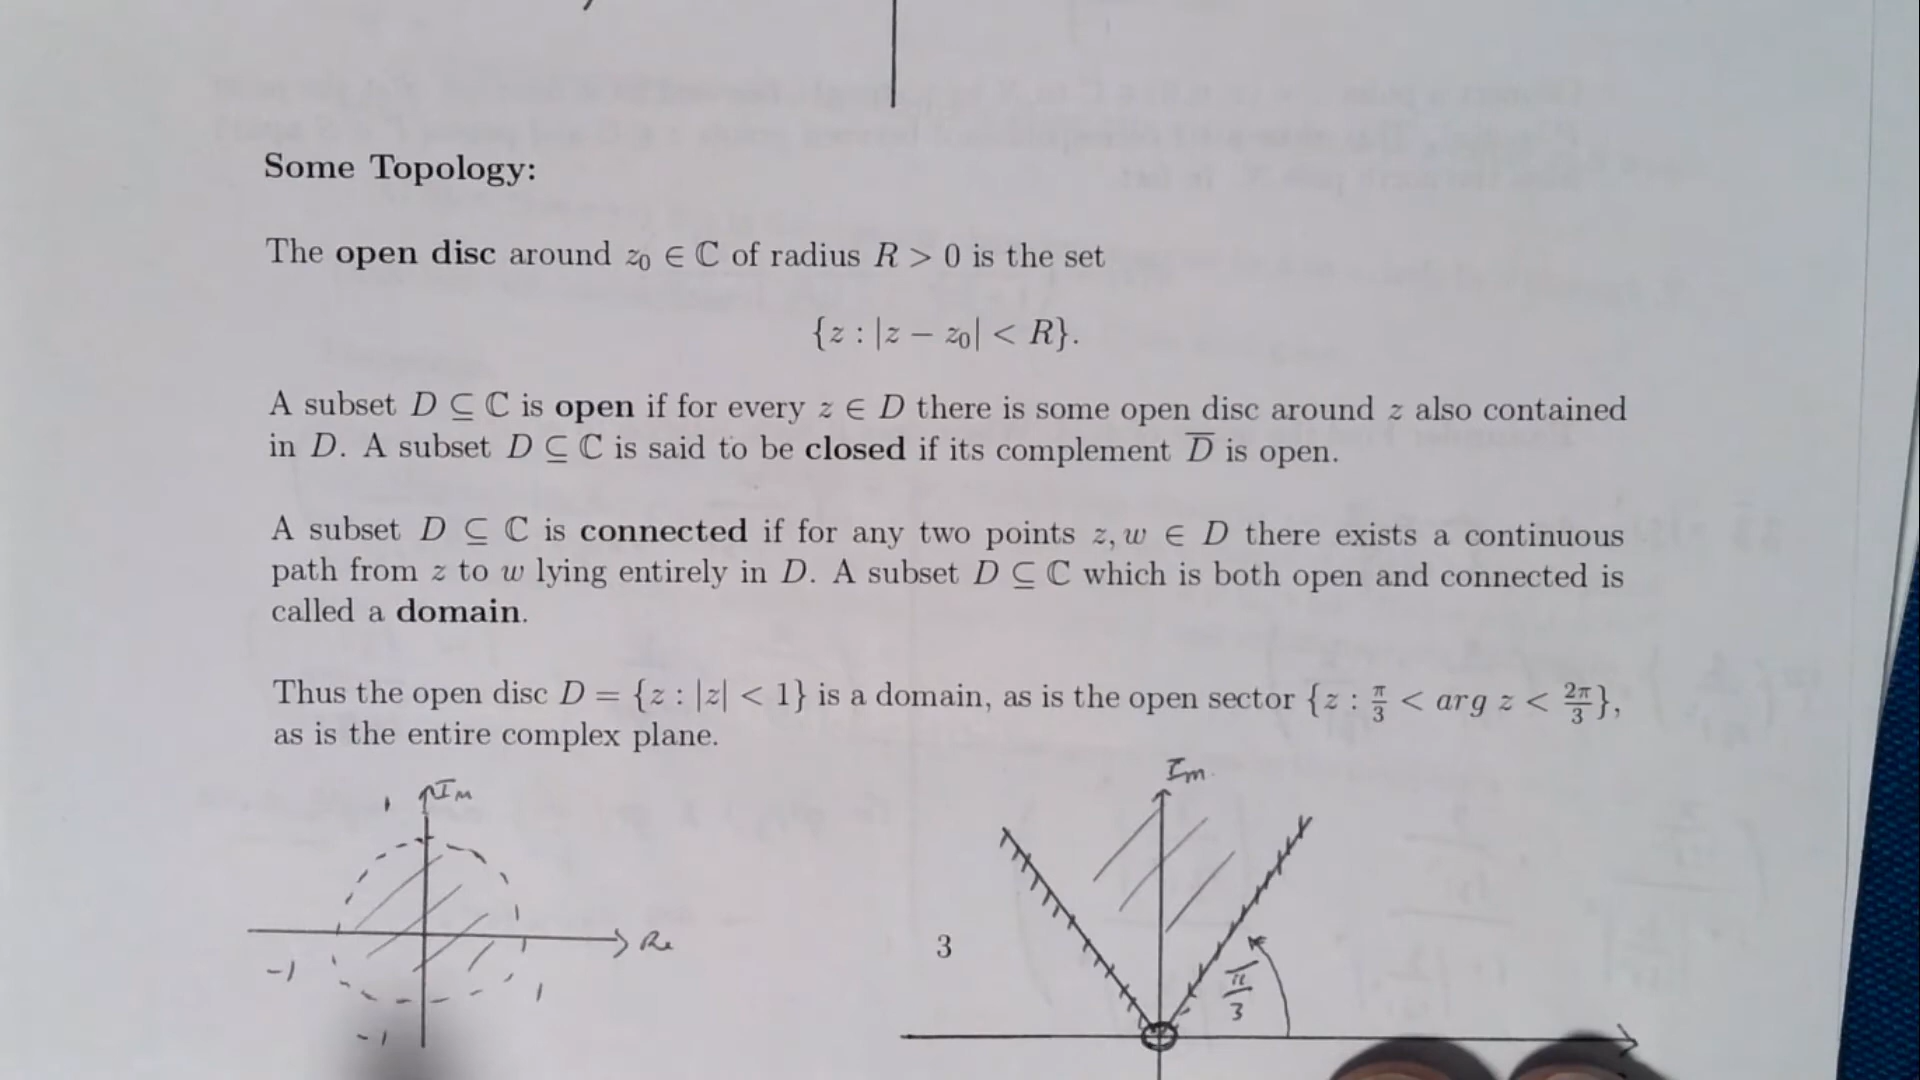 Some Topology:
The open disc around z₀ ∈ ℂ of radius R > 0 is the set
{z : |z − z₀| < R}.
A subset D ⊆ ℂ is open if for every z ∈ D there is some open disc around z also contained
in D. A subset D ⊆ ℂ is said to be closed if its complement D̅ is open.
A subset D ⊆ ℂ is connected if for any two points z, w ∈ D there exists a continuous
path from z to w lying entirely in D. A subset D ⊆ ℂ which is both open and connected is
called a domain.
Thus the open disc D = {z : |z| < 1} is a domain, as is the open sector {z : π/3 < arg z < 2π/3},
as is the entire complex plane.
1 Im
Re
-1
1
-1
3
Im
π/3